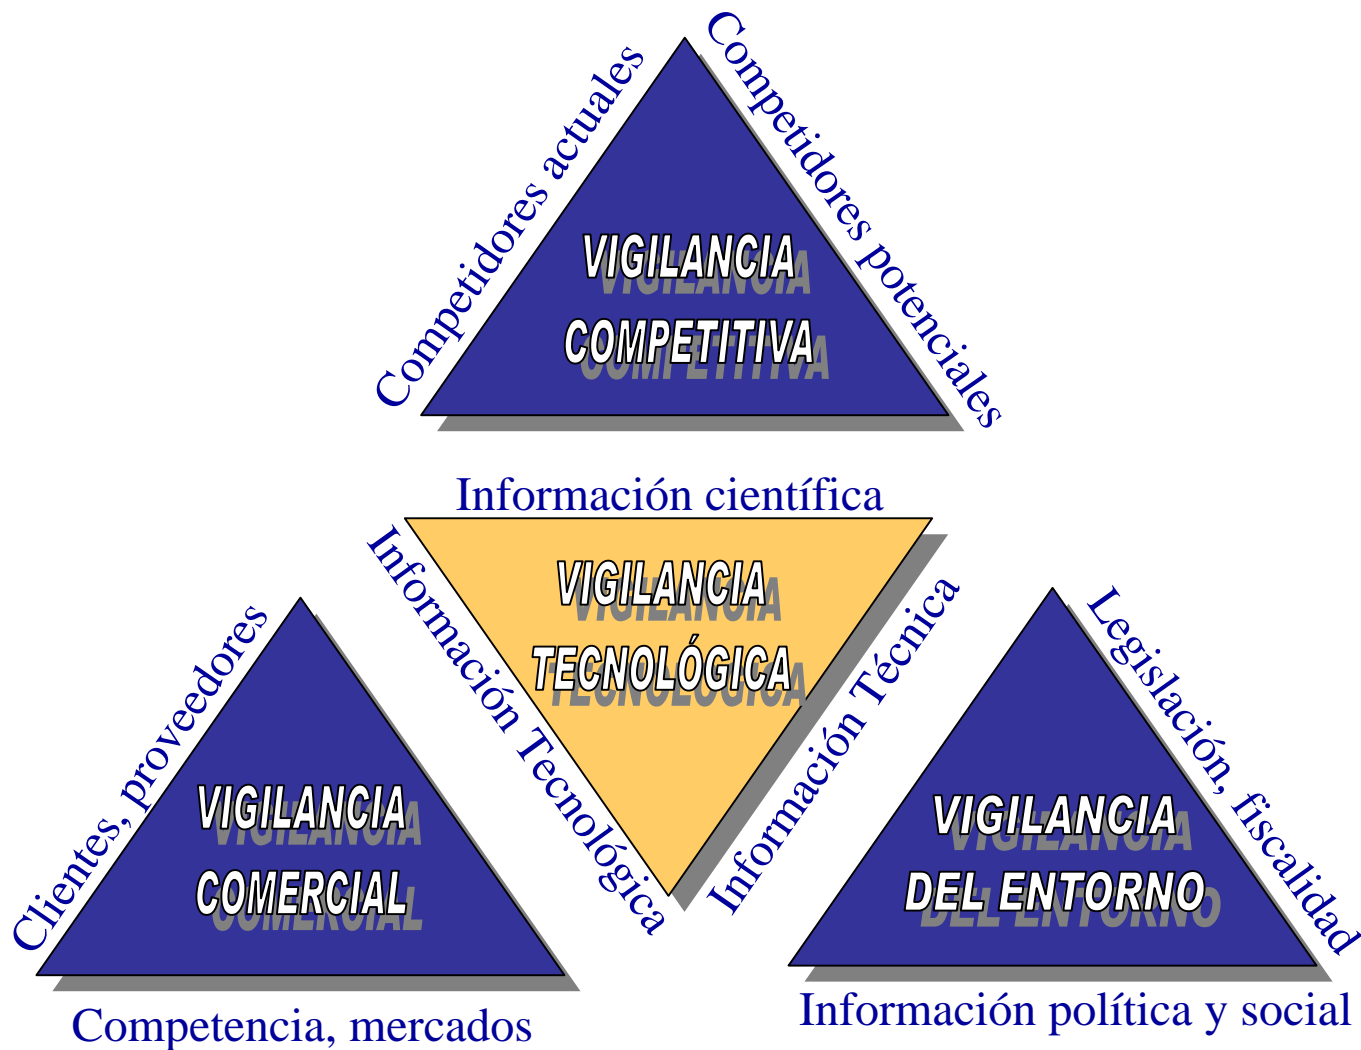 Competidores actuales
Competidores potenciales
VIGILANCIA
COMPETITIVA
Información científica
Información Tecnológica
VIGILANCIA
TECNOLÓGICA
Información Técnica
Clientes, proveedores
VIGILANCIA
COMERCIAL
Competencia, mercados
Legislación, fiscalidad
VIGILANCIA
DEL ENTORNO
Información política y social